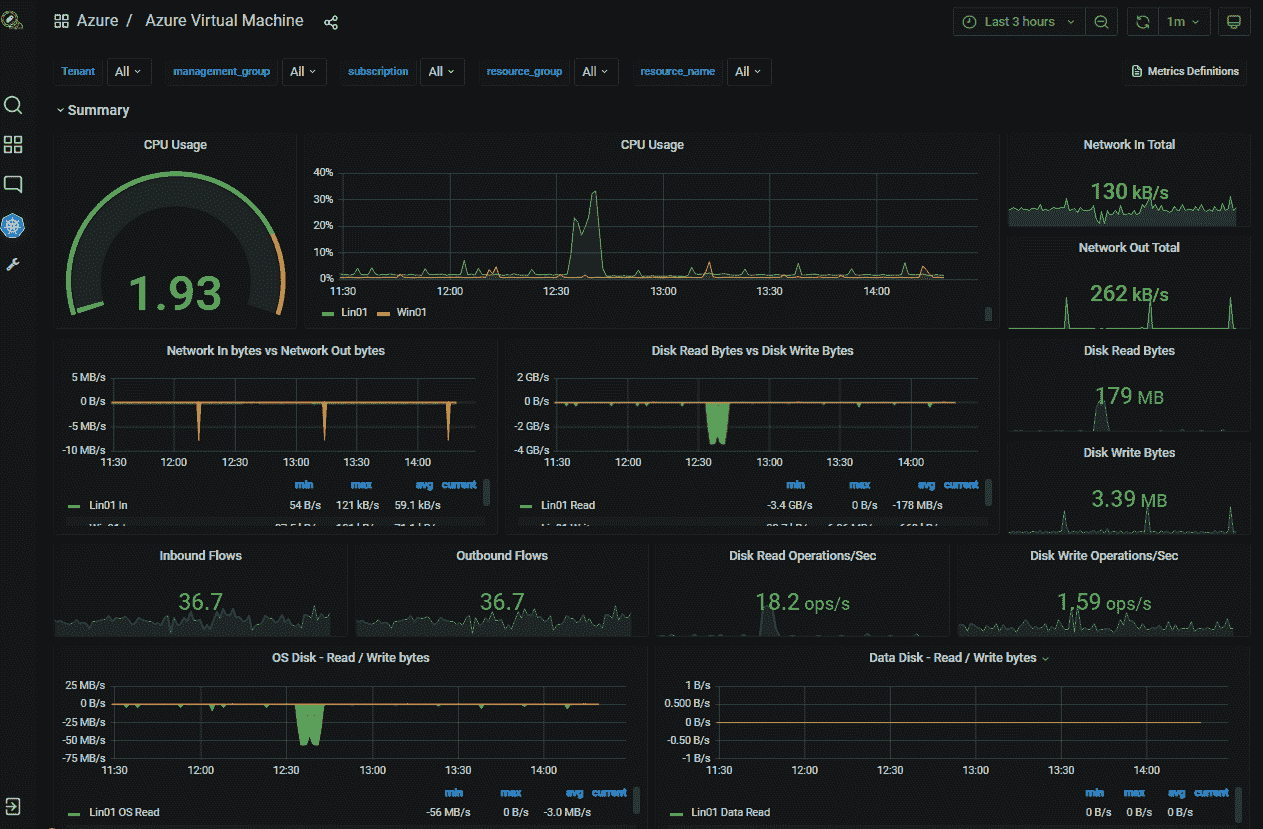 Azure / Azure Virtual Machine
Last 3 hours
1m
Tenant All management_group All subscription All resource_group All resource_name All
Metrics Definitions
Summary
CPU Usage
1.93
CPU Usage
40%
30%
20%
10%
0%
11:30 12:00 12:30 13:00 13:30 14:00
Lin01 Win01
Network In Total
130 kB/s
Network Out Total
262 kB/s
Network In bytes vs Network Out bytes
5 MB/s
0 B/s
-5 MB/s
-10 MB/s
11:30 12:00 12:30 13:00 13:30 14:00
min max avg current
Lin01 In 54 B/s 121 kB/s 59.1 kB/s
Disk Read Bytes vs Disk Write Bytes
2 GB/s
0 B/s
-2 GB/s
-4 GB/s
11:30 12:00 12:30 13:00 13:30 14:00
min max avg current
Lin01 Read -3.4 GB/s 0 B/s -178 MB/s
Disk Read Bytes
179 MB
Disk Write Bytes
3.39 MB
Inbound Flows
36.7
Outbound Flows
36.7
Disk Read Operations/Sec
18.2 ops/s
Disk Write Operations/Sec
1.59 ops/s
OS Disk - Read / Write bytes
25 MB/s
0 B/s
-25 MB/s
-50 MB/s
-75 MB/s
11:30 12:00 12:30 13:00 13:30 14:00
min max avg current
Lin01 OS Read -56 MB/s 0 B/s -3.0 MB/s
Data Disk - Read / Write bytes
1 B/s
0.500 B/s
0 B/s
-0.50 B/s
-1 B/s
11:30 12:00 12:30 13:00 13:30 14:00
min max avg current
Lin01 Data Read 0 B/s 0 B/s 0 B/s